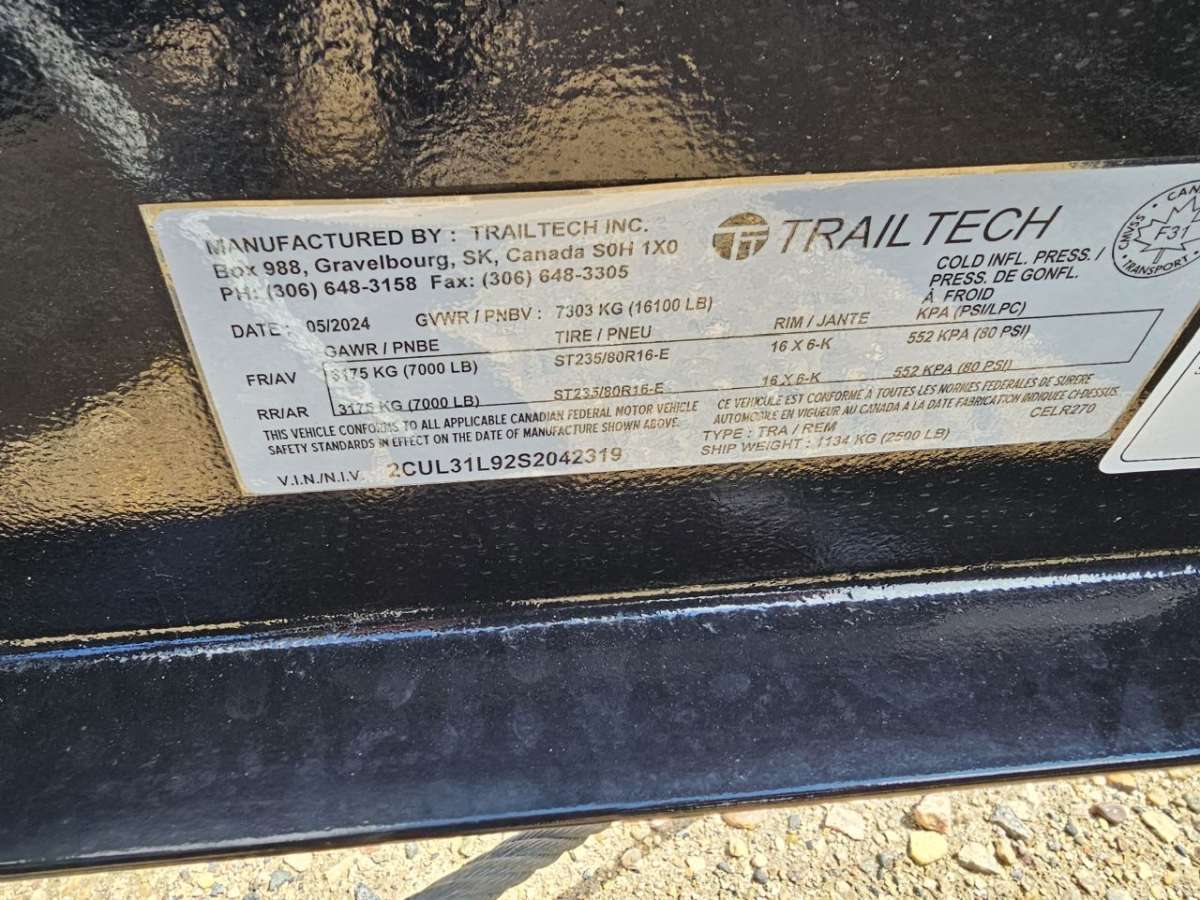 MANUFACTURED BY : TRAILTECH INC.
Box 988, Gravelbourg, SK, Canada S0H 1X0
PH: (306) 648-3158 Fax: (306) 648-3305
TRAILTECH
CMVSS
F31
TRANSPORT
COLD INFL. PRESS. /
PRESS. DE GONFL.
À FROID
KPA (PSI/LPC)
DATE : 05/2024 GVWR / PNBV : 7303 KG (16100 LB)
GAWR / PNBE TIRE / PNEU RIM / JANTE
FR/AV 3175 KG (7000 LB) ST235/80R16-E 16 X 6-K 552 KPA (80 PSI)
RR/AR 3175 KG (7000 LB) ST235/80R16-E 16 X 6-K 552 KPA (80 PSI)
THIS VEHICLE CONFORMS TO ALL APPLICABLE CANADIAN FEDERAL MOTOR VEHICLE
SAFETY STANDARDS IN EFFECT ON THE DATE OF MANUFACTURE SHOWN ABOVE.
CE VEHICULE EST CONFORME À TOUTES LES NORMES FEDERALES DE SURERE
AUTOMOBILE EN VIGUEUR AU CANADA A LA DATE FABRICATION INDIQUEE CI-DESSUS.
TYPE : TRA / REM CELR270
SHIP WEIGHT : 1134 KG (2500 LB)
V.I.N./N.I.V. 2CUL31L92S2042319